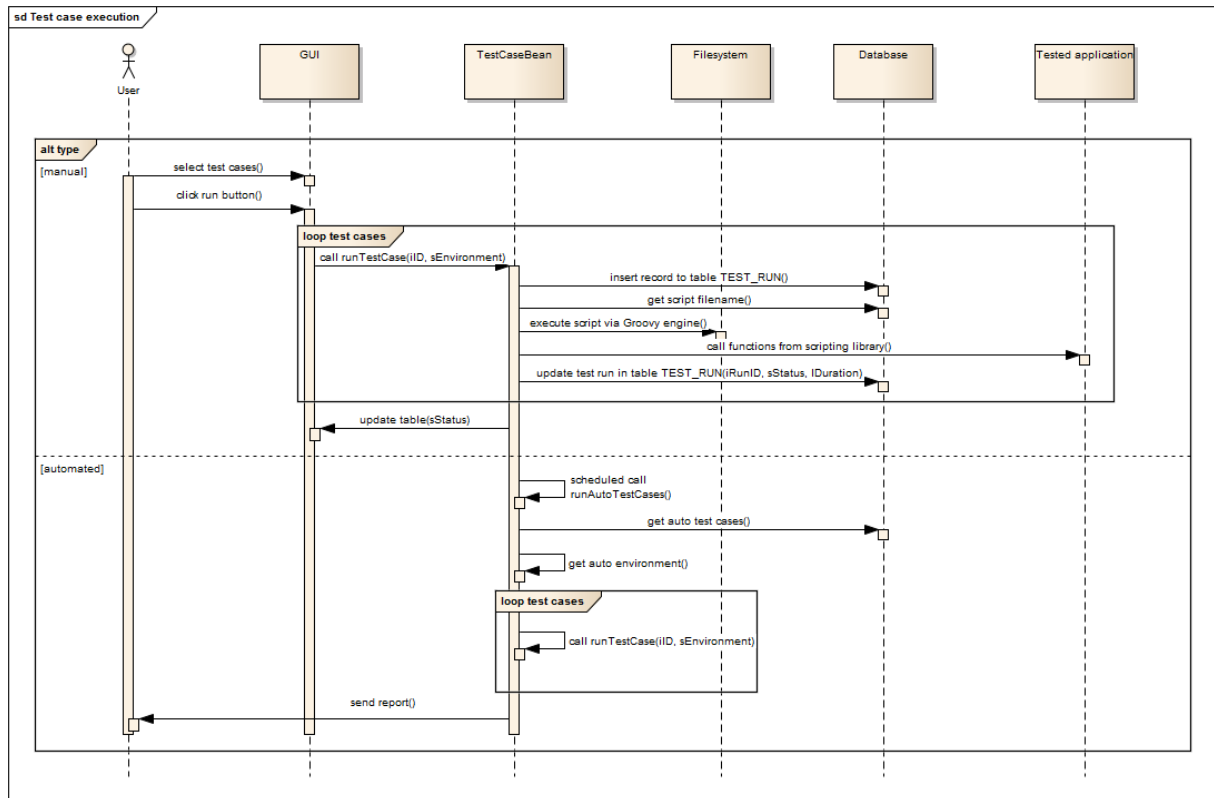 sd Test case execution
User
GUI
TestCaseBean
Filesystem
Database
Tested application
alt type
[manual]
select test cases()
click run button()
loop test cases
call runTestCase(iID, sEnvironment)
insert record to table TEST_RUN()
get script filename()
execute script via Groovy engine()
call functions from scripting library()
update test run in table TEST_RUN(iRunID, sStatus, lDuration)
update table(sStatus)
[automated]
scheduled call
runAutoTestCases()
get auto test cases()
get auto environment()
loop test cases
call runTestCase(iID, sEnvironment)
send report()